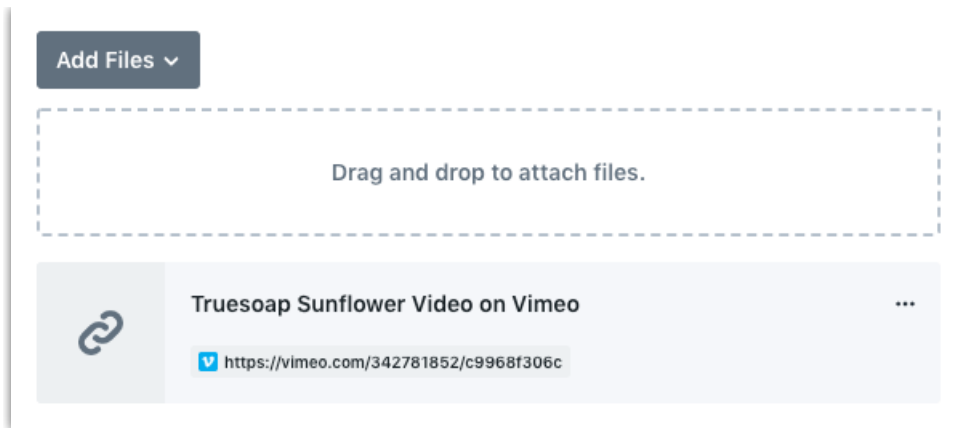 Add Files
Drag and drop to attach files.
Truesoap Sunflower Video on Vimeo
https://vimeo.com/342781852/c9968f306c